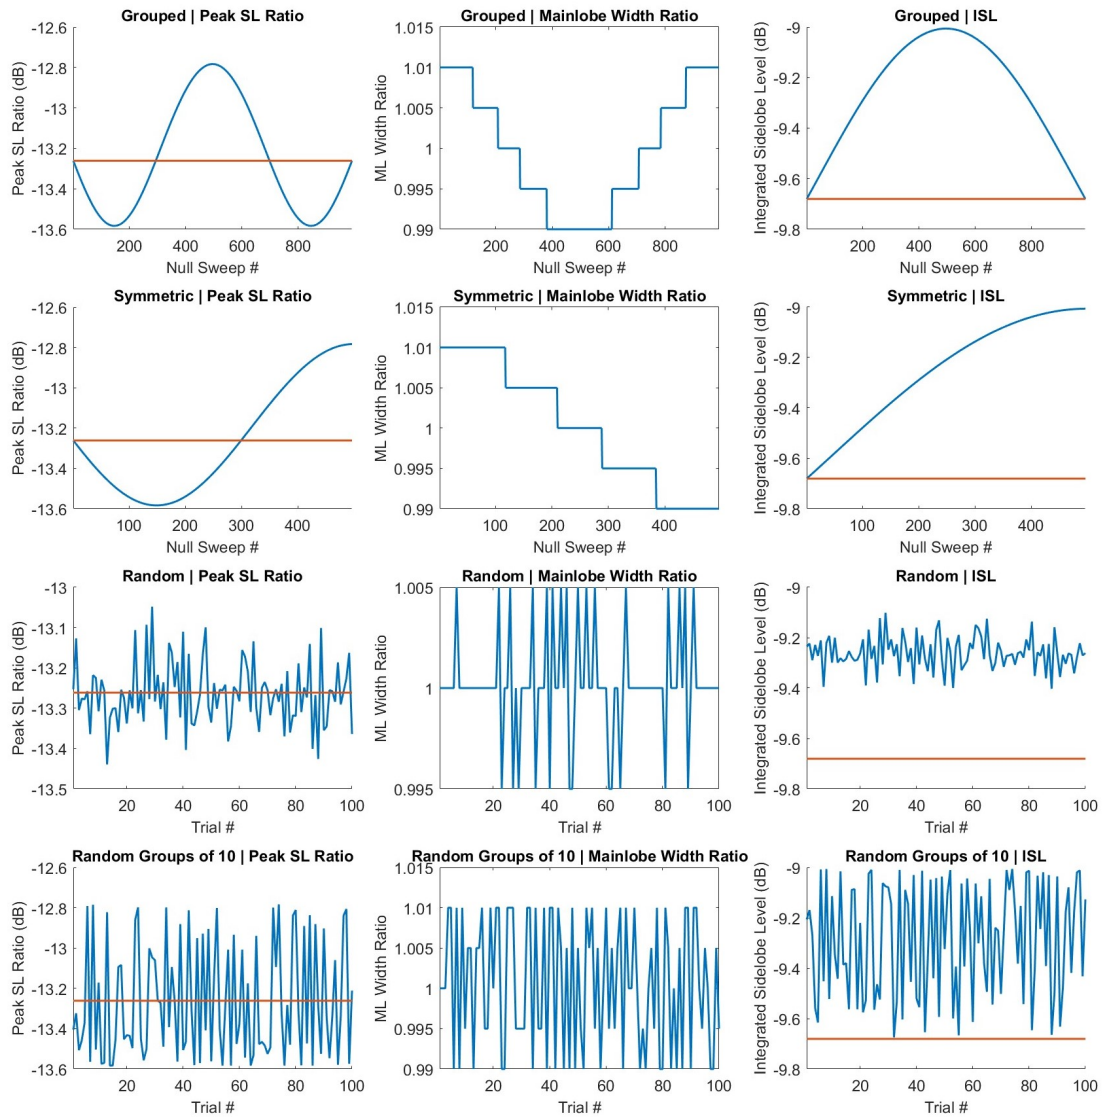 Grouped | Peak SL Ratio
Peak SL Ratio (dB)
-12.6
-12.8
-13
-13.2
-13.4
-13.6
200 400 600 800
Null Sweep #
Grouped | Mainlobe Width Ratio
ML Width Ratio
1.015
1.01
1.005
1
0.995
0.99
200 400 600 800
Null Sweep #
Grouped | ISL
Integrated Sidelobe Level (dB)
-9
-9.2
-9.4
-9.6
-9.8
200 400 600 800
Null Sweep #
Symmetric | Peak SL Ratio
Peak SL Ratio (dB)
-12.6
-12.8
-13
-13.2
-13.4
-13.6
100 200 300 400
Null Sweep #
Symmetric | Mainlobe Width Ratio
ML Width Ratio
1.015
1.01
1.005
1
0.995
0.99
100 200 300 400
Null Sweep #
Symmetric | ISL
Integrated Sidelobe Level (dB)
-9
-9.2
-9.4
-9.6
-9.8
100 200 300 400
Null Sweep #
Random | Peak SL Ratio
Peak SL Ratio (dB)
-13
-13.1
-13.2
-13.3
-13.4
-13.5
20 40 60 80 100
Trial #
Random | Mainlobe Width Ratio
ML Width Ratio
1.005
1
0.995
20 40 60 80 100
Trial #
Random | ISL
Integrated Sidelobe Level (dB)
-9
-9.2
-9.4
-9.6
-9.8
20 40 60 80 100
Trial #
Random Groups of 10 | Peak SL Ratio
Peak SL Ratio (dB)
-12.6
-12.8
-13
-13.2
-13.4
-13.6
20 40 60 80 100
Trial #
Random Groups of 10 | Mainlobe Width Ratio
ML Width Ratio
1.015
1.01
1.005
1
0.995
0.99
20 40 60 80 100
Trial #
Random Groups of 10 | ISL
Integrated Sidelobe Level (dB)
-9
-9.2
-9.4
-9.6
-9.8
20 40 60 80 100
Trial #